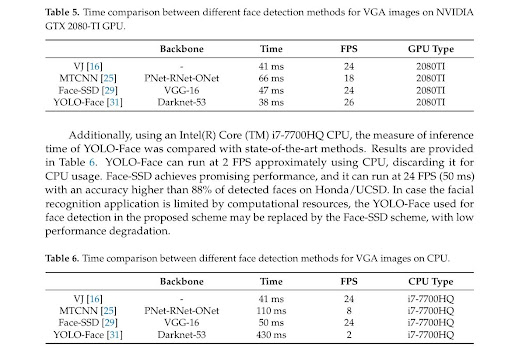 Table 5. Time comparison between different face detection methods for VGA images on NVIDIA
GTX 2080-TI GPU.
Backbone Time FPS GPU Type
VJ [16] - 41 ms 24 2080TI
MTCNN [25] PNet-RNet-ONet 66 ms 18 2080TI
Face-SSD [29] VGG-16 47 ms 24 2080TI
YOLO-Face [31] Darknet-53 38 ms 26 2080TI
Additionally, using an Intel(R) Core (TM) i7-7700HQ CPU, the measure of inference
time of YOLO-Face was compared with state-of-the-art methods. Results are provided
in Table 6. YOLO-Face can run at 2 FPS approximately using CPU, discarding it for
CPU usage. Face-SSD achieves promising performance, and it can run at 24 FPS (50 ms)
with an accuracy higher than 88% of detected faces on Honda/UCSD. In case the facial
recognition application is limited by computational resources, the YOLO-Face used for
face detection in the proposed scheme may be replaced by the Face-SSD scheme, with low
performance degradation.
Table 6. Time comparison between different face detection methods for VGA images on CPU.
Backbone Time FPS CPU Type
VJ [16] - 41 ms 24 i7-7700HQ
MTCNN [25] PNet-RNet-ONet 110 ms 8 i7-7700HQ
Face-SSD [29] VGG-16 50 ms 24 i7-7700HQ
YOLO-Face [31] Darknet-53 430 ms 2 i7-7700HQ